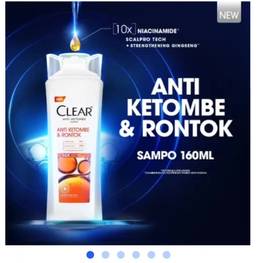 NEW
10x NIACINAMIDE*
SCALPRO TECH
+ STRENGTHENING GINSENG*
ANTI
KETOMBE
& RONTOK
SAMPO 160ML
CLEAR
ANTI KETOMBE
& RONTOK